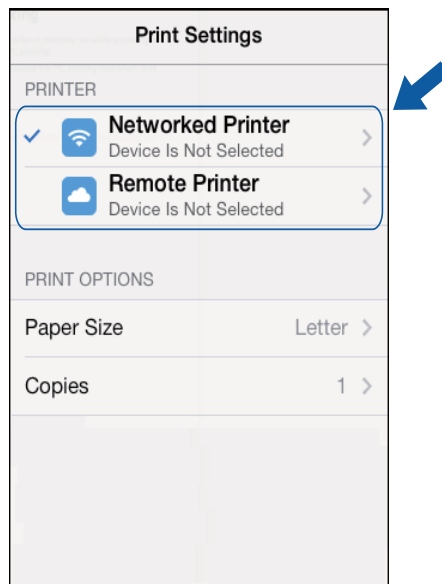 Print Settings
PRINTER
Networked Printer
Device Is Not Selected
Remote Printer
Device Is Not Selected
PRINT OPTIONS
Paper Size Letter
Copies 1